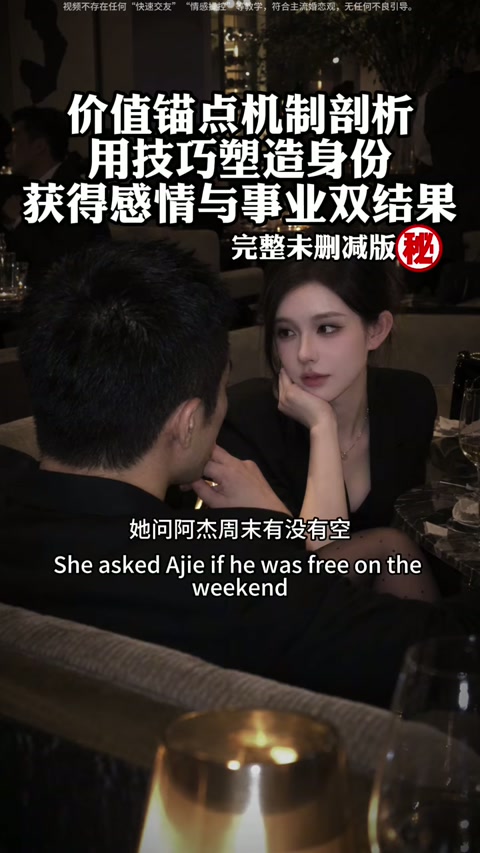 视频不存在任何“快速交友”“情感操控”等教学，符合主流婚恋观，无任何不良引导。
价值锚点机制剖析
用技巧塑造身份
获得感情与事业双结果
完整未删减版 秘
她问阿杰周末有没有空
She asked Ajie if he was free on the
weekend